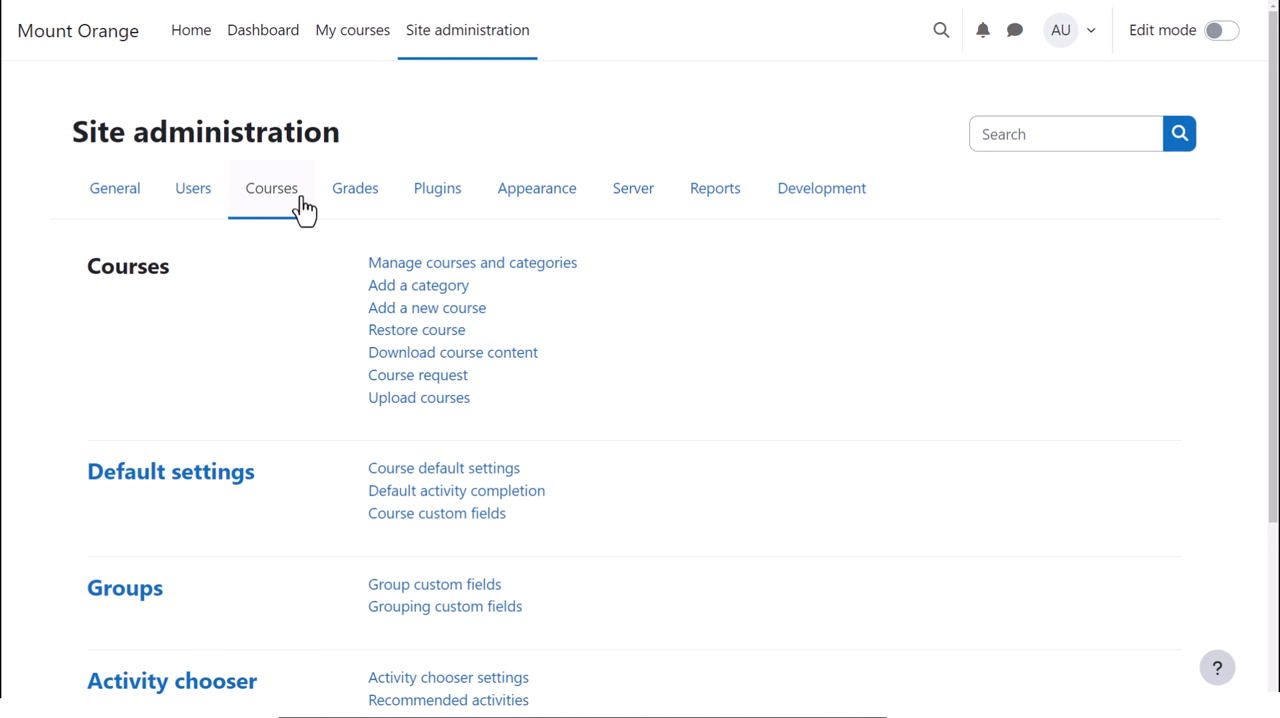 Mount Orange Home Dashboard My courses Site administration AU Edit mode
Site administration
Search
General Users Courses Grades Plugins Appearance Server Reports Development
Courses
Manage courses and categories
Add a category
Add a new course
Restore course
Download course content
Course request
Upload courses
Default settings
Course default settings
Default activity completion
Course custom fields
Groups
Group custom fields
Grouping custom fields
Activity chooser
Activity chooser settings
Recommended activities
?